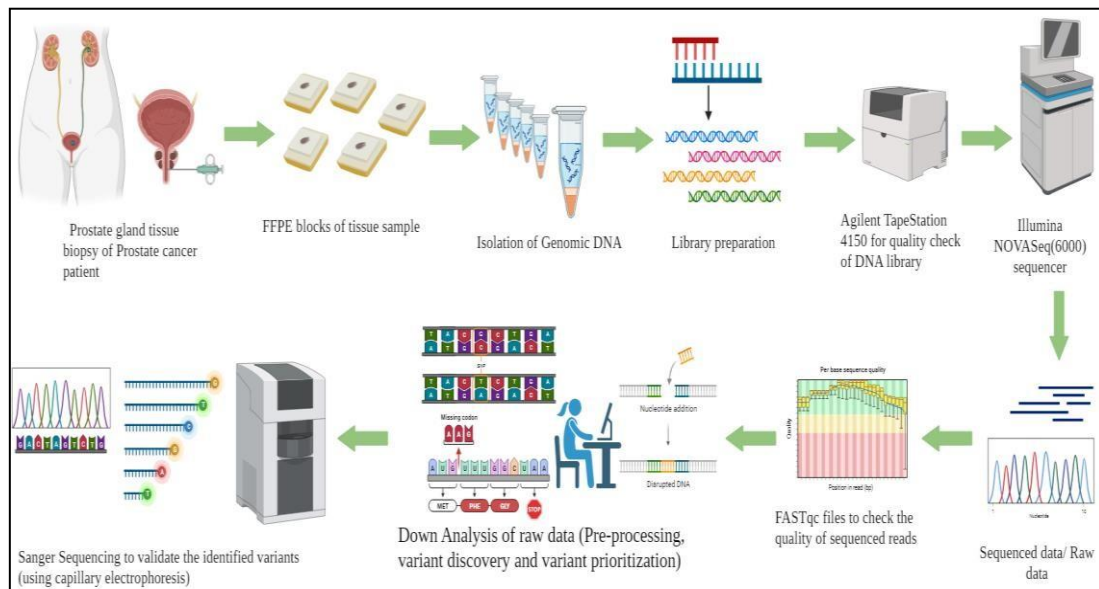 Prostate gland tissue
biopsy of Prostate cancer
patient
FFPE blocks of tissue sample
Isolation of Genomic DNA
Library preparation
Agilent TapeStation
4150 for quality check
of DNA library
Illumina
NOVASeq(6000)
sequencer
Sequenced data/ Raw
data
Nucleotide
Per base sequence quality
Quality
Position in read (bp)
FASTqc files to check the
quality of sequenced reads
T A C G C T G A
A T G C G A C T
T A C T C T G A
Missing codon
A A G
A U G U U U G G C U A A
MET PHE GLY STOP
Nucleotide addition
Disrupted DNA
Down Analysis of raw data (Pre-processing,
variant discovery and variant prioritization)
G A C T A G T C T G
G
T
C
G
A
T
Sanger Sequencing to validate the identified variants
(using capillary electrophoresis)